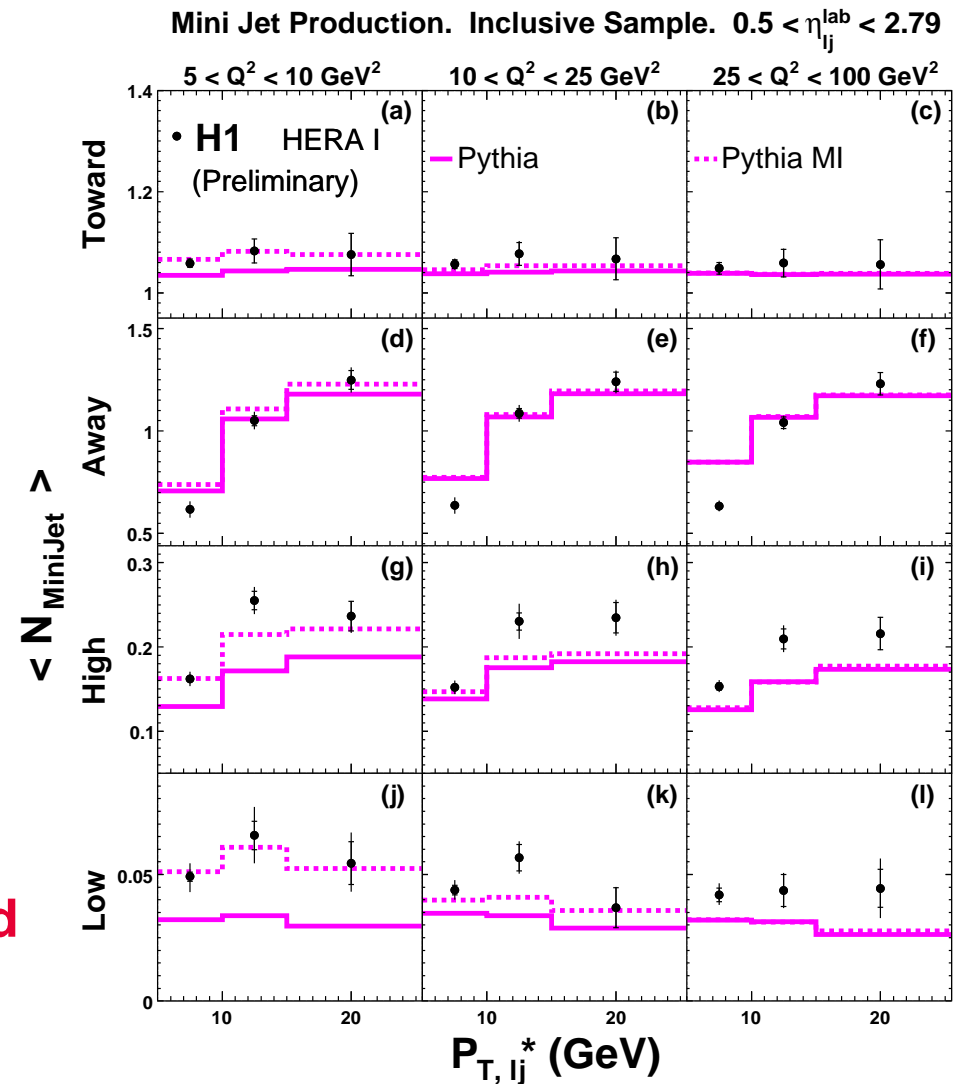 Mini Jet Production. Inclusive Sample. 0.5 < η_lj^lab < 2.79
5 < Q² < 10 GeV²
10 < Q² < 25 GeV²
25 < Q² < 100 GeV²
1.4
(a)
(b)
(c)
H1 HERA I
(Preliminary)
Pythia
Pythia MI
Toward
1.2
1
1.5
(d)
(e)
(f)
Away
1
0.5
< N_MiniJet >
0.3
(g)
(h)
(i)
High
0.2
0.1
(j)
(k)
(l)
Low
0.05
d
0
10 20 10 20 10 20
P_T, lj* (GeV)